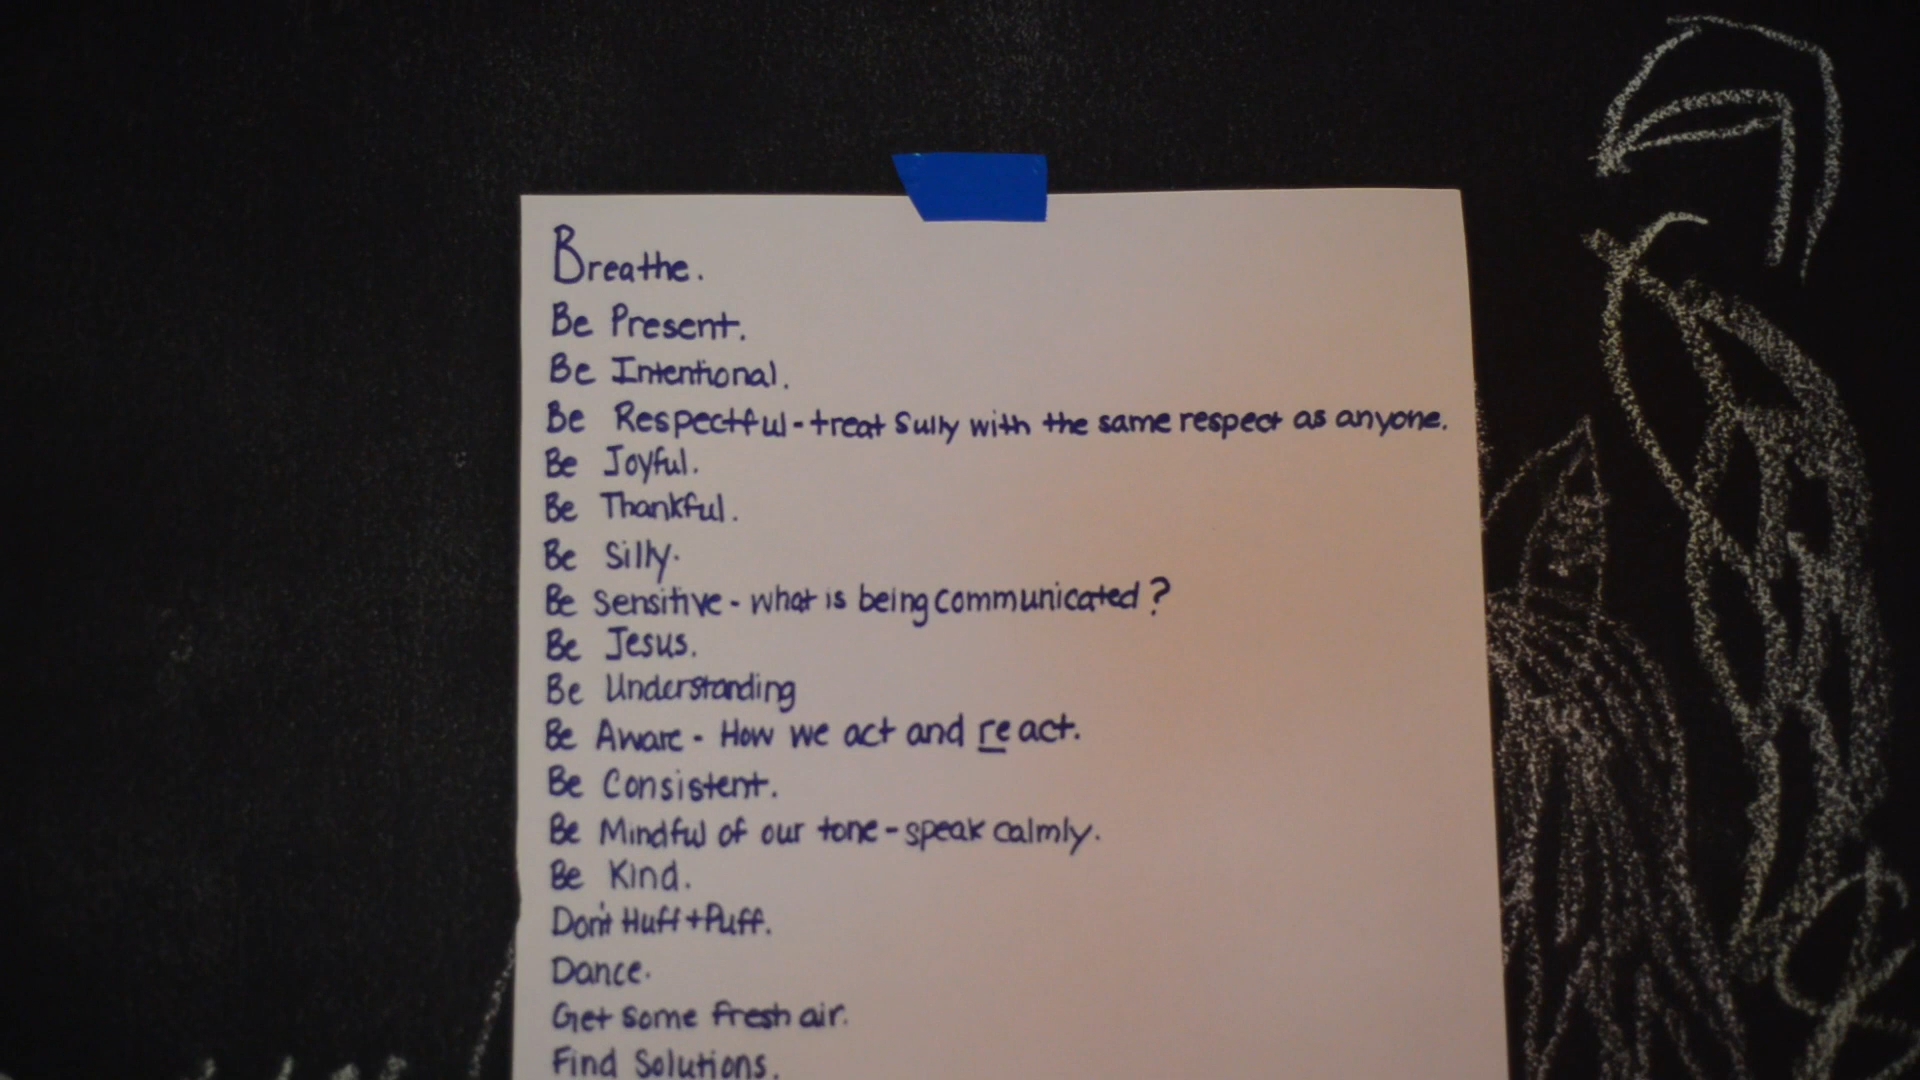 Breathe.
Be Present.
Be Intentional.
Be Respectful - treat Sully with the same respect as anyone.
Be Joyful.
Be Thankful.
Be Silly.
Be Sensitive - what is being communicated?
Be Jesus.
Be Understanding
Be Aware - How we act and react.
Be Consistent.
Be Mindful of our tone - speak calmly.
Be Kind.
Don't Huff + Puff.
Dance.
Get some fresh air.
Find Solutions.